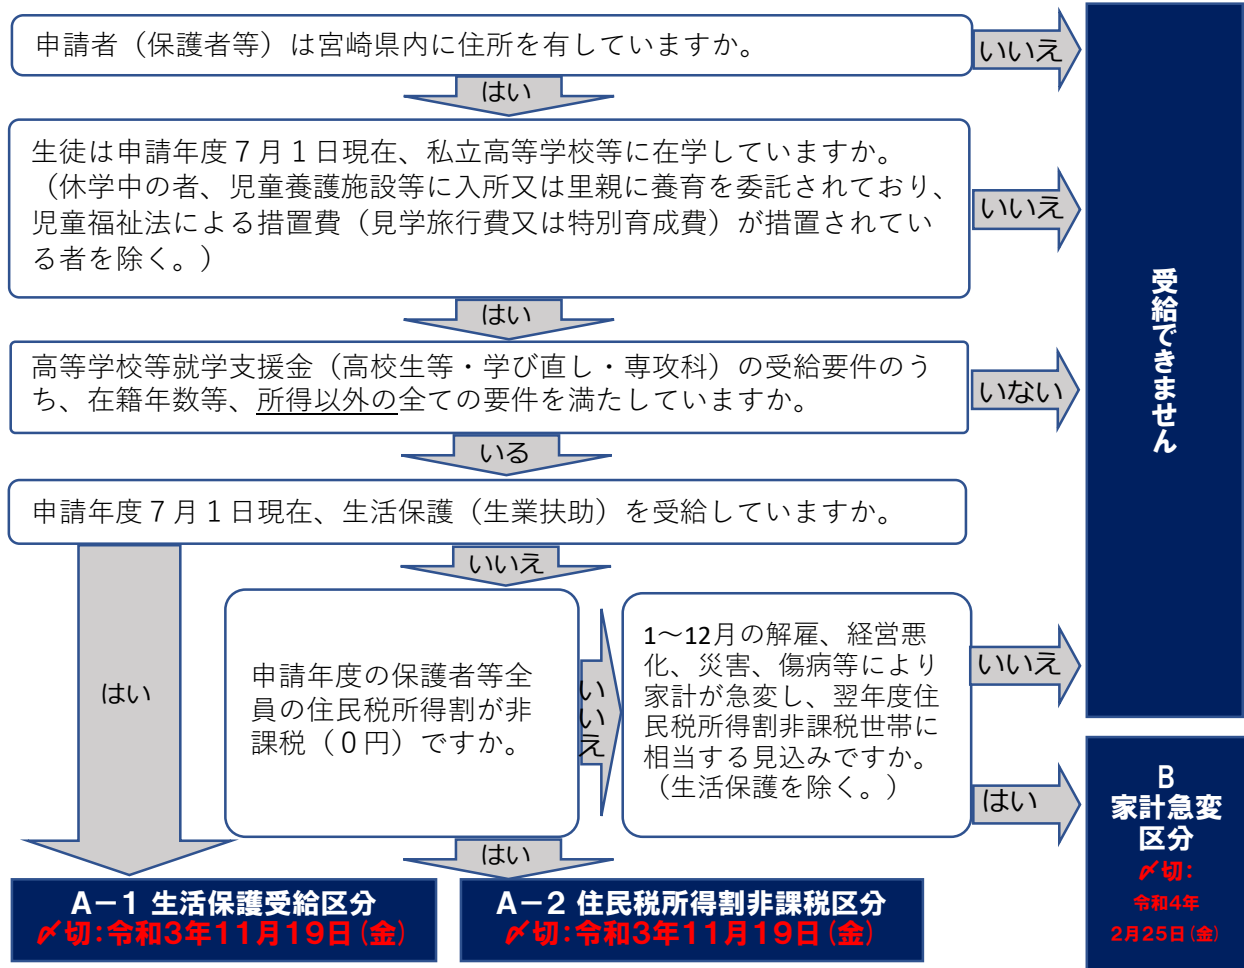 申請者（保護者等）は宮崎県内に住所を有していますか。
いいえ
はい
生徒は申請年度７月１日現在、私立高等学校等に在学していますか。
（休学中の者、児童養護施設等に入所又は里親に養育を委託されており、
児童福祉法による措置費（見学旅行費又は特別育成費）が措置されてい
る者を除く。）
いいえ
はい
高等学校等就学支援金（高校生等・学び直し・専攻科）の受給要件のう
ち、在籍年数等、所得以外の全ての要件を満たしていますか。
いない
いる
受給できません
申請年度７月１日現在、生活保護（生業扶助）を受給していますか。
はい
いいえ
申請年度の保護者等全
員の住民税所得割が非
課税（０円）ですか。
いいえ
1～12月の解雇、経営悪
化、災害、傷病等により
家計が急変し、翌年度住
民税所得割非課税世帯に
相当する見込みですか。
（生活保護を除く。）
いいえ
はい
はい
A－1 生活保護受給区分
〆切：令和3年11月19日（金）
A－2 住民税所得割非課税区分
〆切：令和3年11月19日（金）
B
家計急変
区分
〆切：
令和4年
2月25日（金）